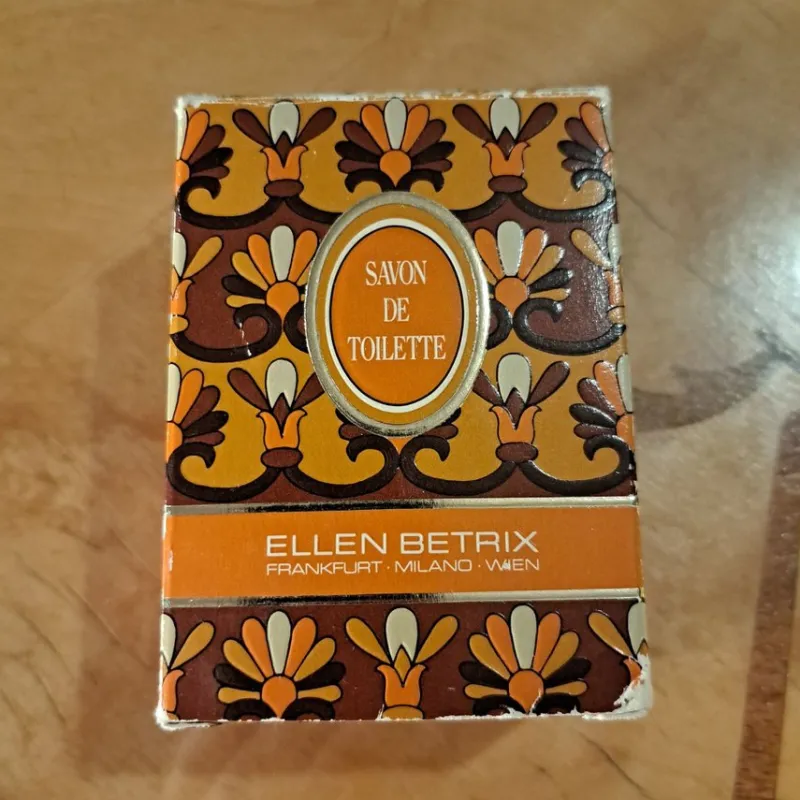 SAVON
DE
TOILETTE
ELLEN BETRIX
FRANKFURT · MILANO · WIEN